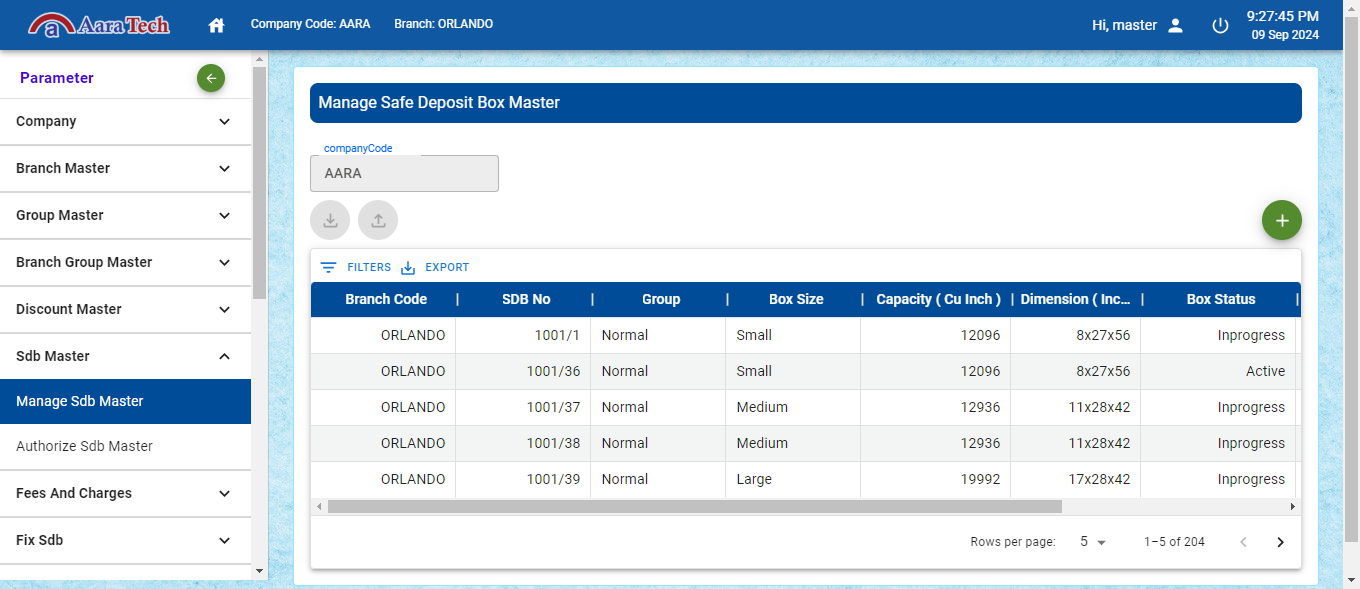 Aara Tech
Company Code: AARA
Branch: ORLANDO
Hi, master
9:27:45 PM
09 Sep 2024
Parameter
Company
Branch Master
Group Master
Branch Group Master
Discount Master
Sdb Master
Manage Sdb Master
Authorize Sdb Master
Fees And Charges
Fix Sdb
Manage Safe Deposit Box Master
companyCode
AARA
FILTERS EXPORT
Branch Code | SDB No | Group | Box Size | Capacity ( Cu Inch ) | Dimension ( Inc... | Box Status |
ORLANDO 1001/1 Normal Small 12096 8x27x56 Inprogress
ORLANDO 1001/36 Normal Small 12096 8x27x56 Active
ORLANDO 1001/37 Normal Medium 12936 11x28x42 Inprogress
ORLANDO 1001/38 Normal Medium 12936 11x28x42 Inprogress
ORLANDO 1001/39 Normal Large 19992 17x28x42 Inprogress
Rows per page: 5 1–5 of 204